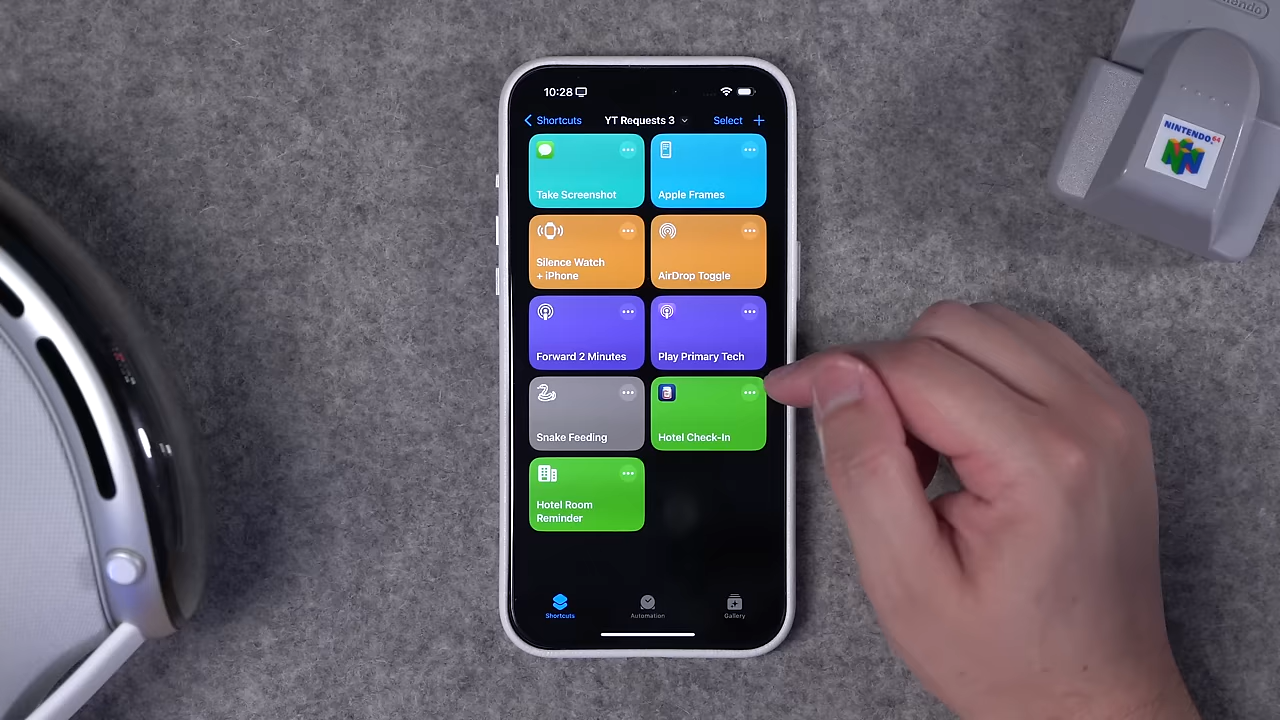 10:28
Shortcuts
YT Requests 3
Select
Take Screenshot
Apple Frames
Silence Watch
+ iPhone
AirDrop Toggle
Forward 2 Minutes
Play Primary Tech
Snake Feeding
Hotel Check-In
Hotel Room
Reminder
Shortcuts
Automation
Gallery
NINTENDO 64